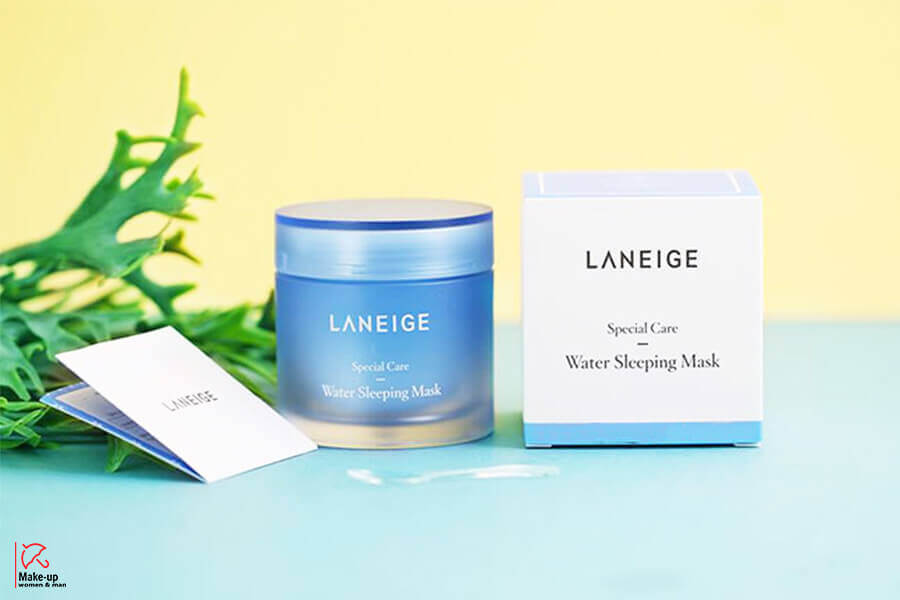 LANEIGE
Special Care
Water Sleeping Mask
LANEIGE
Special Care
Water Sleeping Mask
LANEIGE
Make-up
women & man